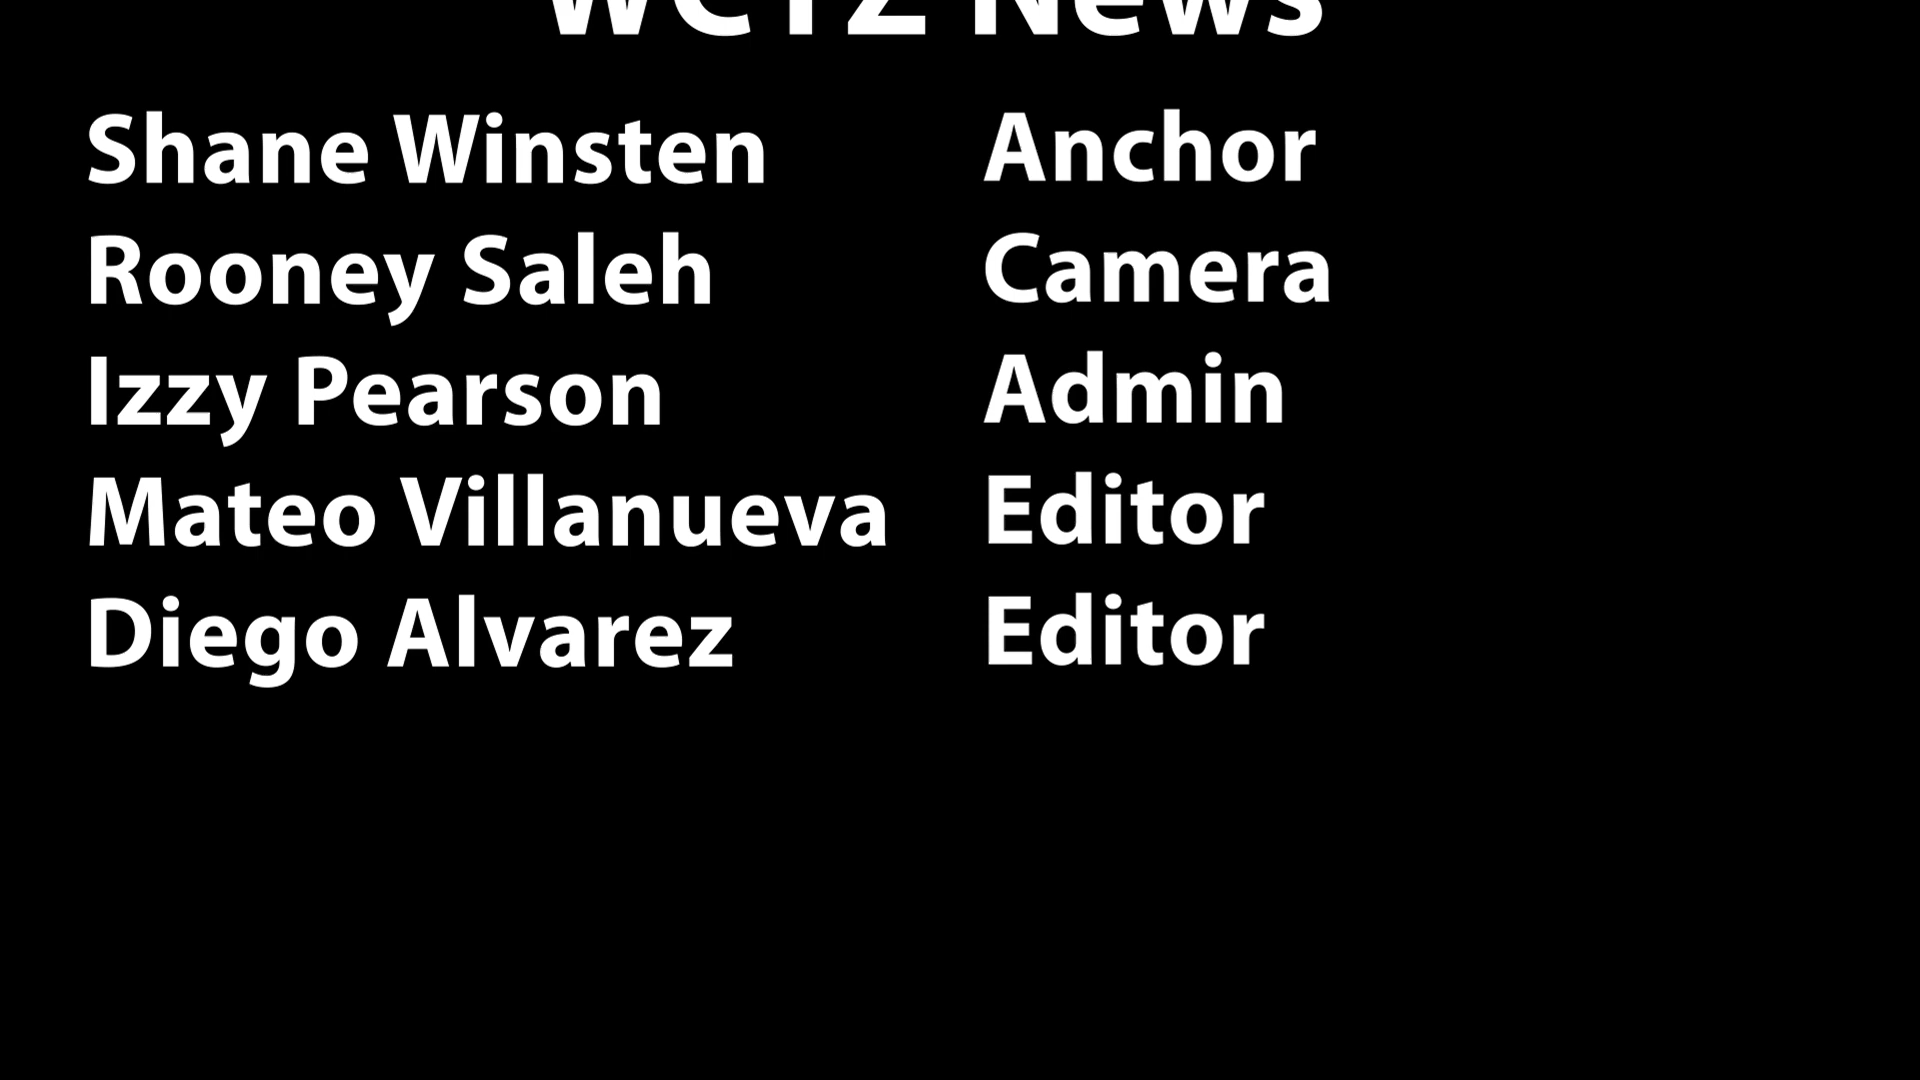 News
Shane Winsten Anchor
Rooney Saleh Camera
Izzy Pearson Admin
Mateo Villanueva Editor
Diego Alvarez Editor